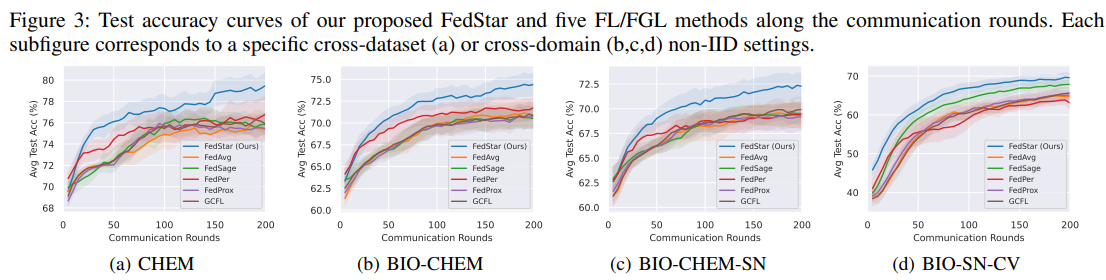 Figure 3: Test accuracy curves of our proposed FedStar and five FL/FGL methods along the communication rounds. Each
subfigure corresponds to a specific cross-dataset (a) or cross-domain (b,c,d) non-IID settings.
Avg Test Acc (%)
80
78
76
74
72
70
68
FedStar (Ours)
FedAvg
FedSage
FedPer
FedProx
GCFL
0 50 100 150 200
Communication Rounds
(a) CHEM
Avg Test Acc (%)
75.0
72.5
70.0
67.5
65.0
62.5
60.0
FedStar (Ours)
FedAvg
FedSage
FedPer
FedProx
GCFL
0 50 100 150 200
Communication Rounds
(b) BIO-CHEM
Avg Test Acc (%)
72.5
70.0
67.5
65.0
62.5
60.0
FedStar (Ours)
FedAvg
FedSage
FedPer
FedProx
GCFL
0 50 100 150 200
Communication Rounds
(c) BIO-CHEM-SN
Avg Test Acc (%)
70
60
50
40
FedStar (Ours)
FedAvg
FedSage
FedPer
FedProx
GCFL
0 50 100 150 200
Communication Rounds
(d) BIO-SN-CV